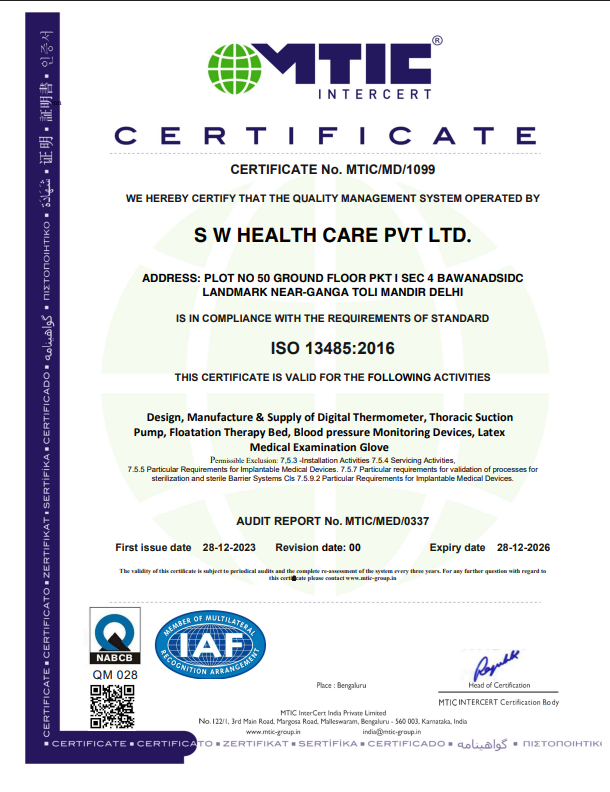 MTIC®
INTERCERT
CERTIFICATE
CERTIFICATE No. MTIC/MD/1099
WE HEREBY CERTIFY THAT THE QUALITY MANAGEMENT SYSTEM OPERATED BY
S W HEALTH CARE PVT LTD.
ADDRESS: PLOT NO 50 GROUND FLOOR PKT I SEC 4 BAWANADSIDC
LANDMARK NEAR-GANGA TOLI MANDIR DELHI
IS IN COMPLIANCE WITH THE REQUIREMENTS OF STANDARD
ISO 13485:2016
THIS CERTIFICATE IS VALID FOR THE FOLLOWING ACTIVITIES
Design, Manufacture & Supply of Digital Thermometer, Thoracic Suction
Pump, Floatation Therapy Bed, Blood pressure Monitoring Devices, Latex
Medical Examination Glove
Permissible Exclusion: 7,5.3 -Installation Activities 7.5.4 Servicing Activities,
7.5.5 Particular Requirements for Implantable Medical Devices. 7.5.7 Particular requirements for validation of processes for
sterilization and sterile Barrier Systems Cls 7.5.9.2 Particular Requirements for Implantable Medical Devices.
AUDIT REPORT No. MTIC/MED/0337
First issue date 28-12-2023 Revision date: 00 Expiry date 28-12-2026
The validity of this certificate is subject to periodical audits and the complete re-assessment of the system every three years. For any further question with regard to
this certificate please contact www.mtic-group.in
NABCB
QM 028
MEMBER OF MULTILATERAL
IAF
RECOGNITION ARRANGEMENT
Place : Bengaluru
Head of Certification
MTIC INTERCERT Certification Body
MTIC InterCert India Private Limited
No.122/1, 3rd Main Road, Margosa Road, Malleswaram, Bengaluru - 560 003, Karnataka, India
www.mtic-group.in india@mtic-group.in
CERTIFICATE ■ CERTIFICATO ■ ZERTIFIKAT ■ SERTİFİKA ■ CERTIFICADO ■ گواهینامه ■ ΠΙΣΤΟΠΟΙΗΤΙΚΟ ■ شهادة ■ 证明 ■ 証明書 ■ 인증서
■ CERTIFICATE ■ CERTIFICATO ■ ZERTIFIKAT ■ SERTİFİKA ■ CERTIFICADO ■ گواهینامه ■ ΠΙΣΤΟΠΟΙΗΤΙΚ